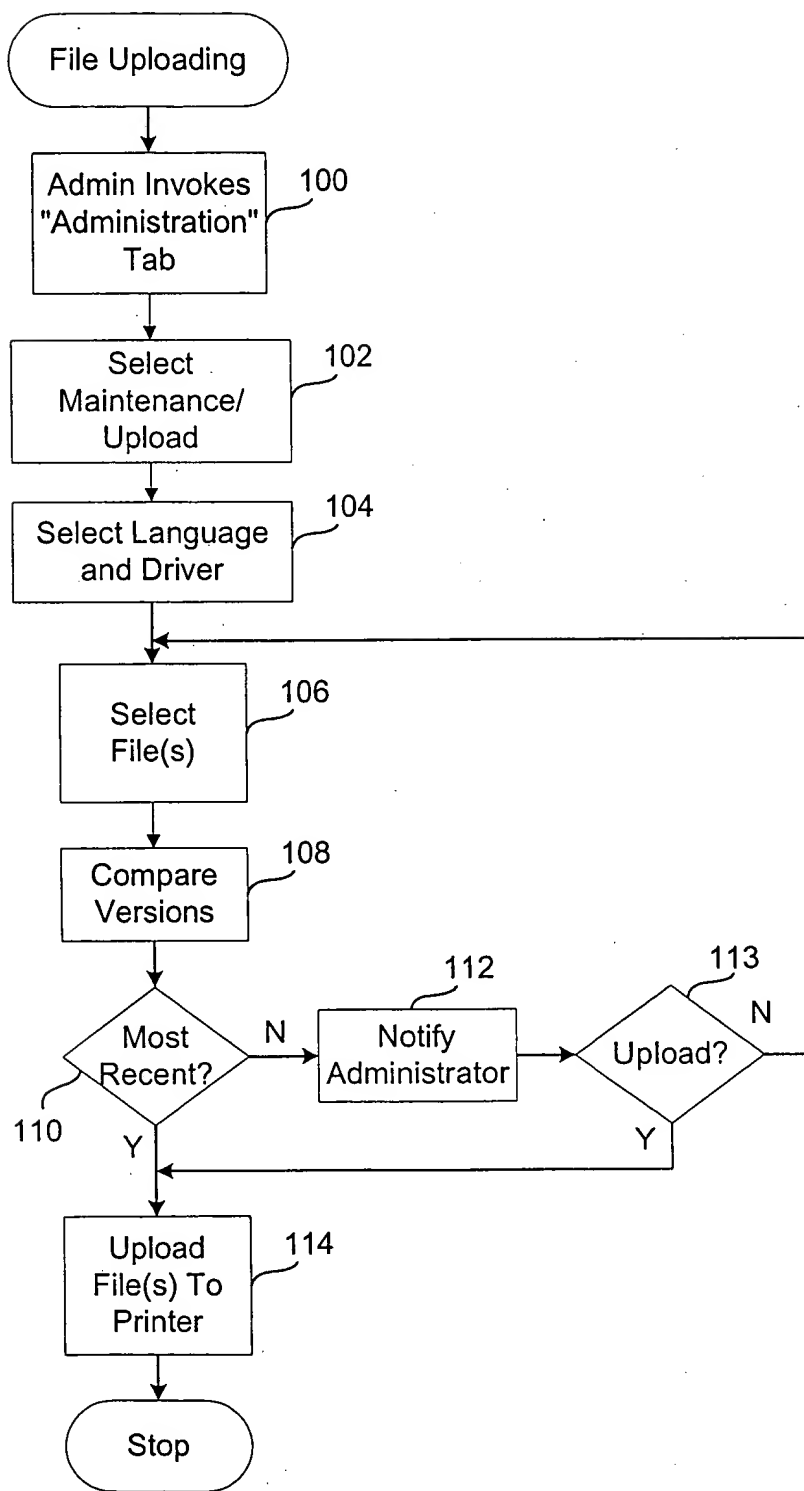 File Uploading
Admin Invokes
"Administration"
Tab
100
Select
Maintenance/
Upload
102
Select Language
and Driver
104
Select
File(s)
106
Compare
Versions
108
Most
Recent?
110
N
Y
Notify
Administrator
112
Upload?
113
N
Y
Upload
File(s) To
Printer
114
Stop